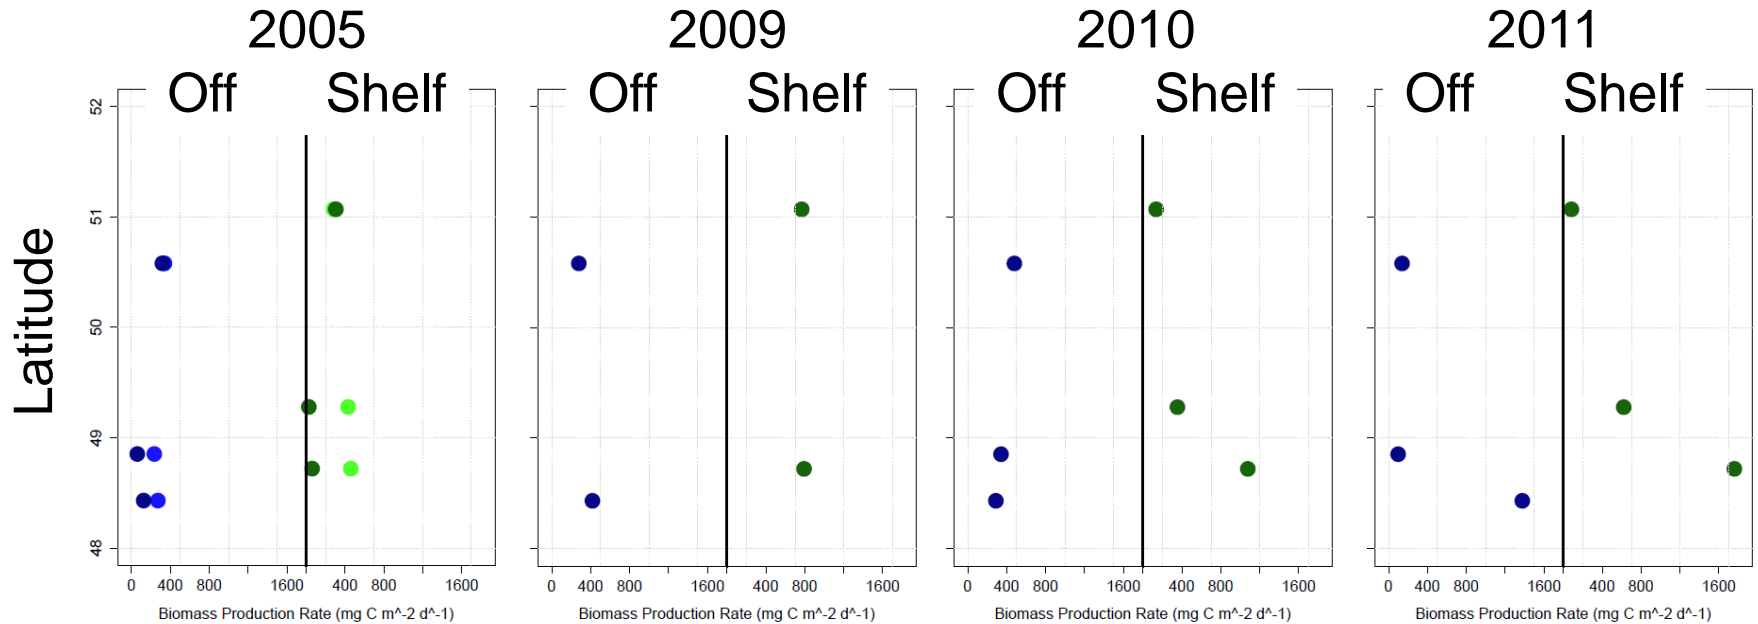 2005 2009 2010 2011
Off Shelf Off Shelf Off Shelf Off Shelf
Latitude
52
51
50
49
48
0 400 800 1600 400 800 1600 0 400 800 1600 400 800 1600 0 400 800 1600 400 800 1600 0 400 800 1600 400 800 1600
Biomass Production Rate (mg C m^-2 d^-1) Biomass Production Rate (mg C m^-2 d^-1) Biomass Production Rate (mg C m^-2 d^-1) Biomass Production Rate (mg C m^-2 d^-1)